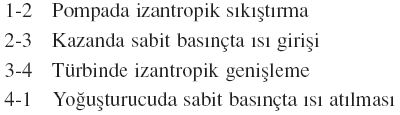 1-2 Pompada izantropik sıkıştırma
2-3 Kazanda sabit basınçta ısı girişi
3-4 Türbinde izantropik genişleme
4-1 Yoğuşturucuda sabit basınçta ısı atılması